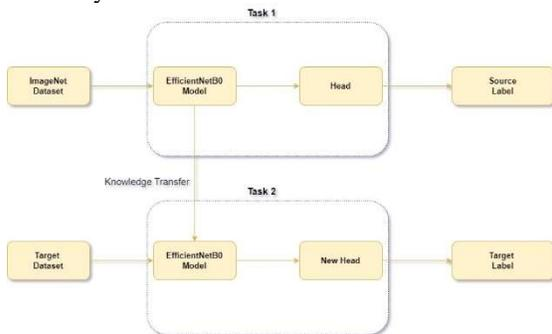 Task 1
ImageNet
Dataset
EfficientNetB0
Model
Head
Source
Label
Knowledge Transfer
Task 2
Target
Dataset
EfficientNetB0
Model
New Head
Target
Label